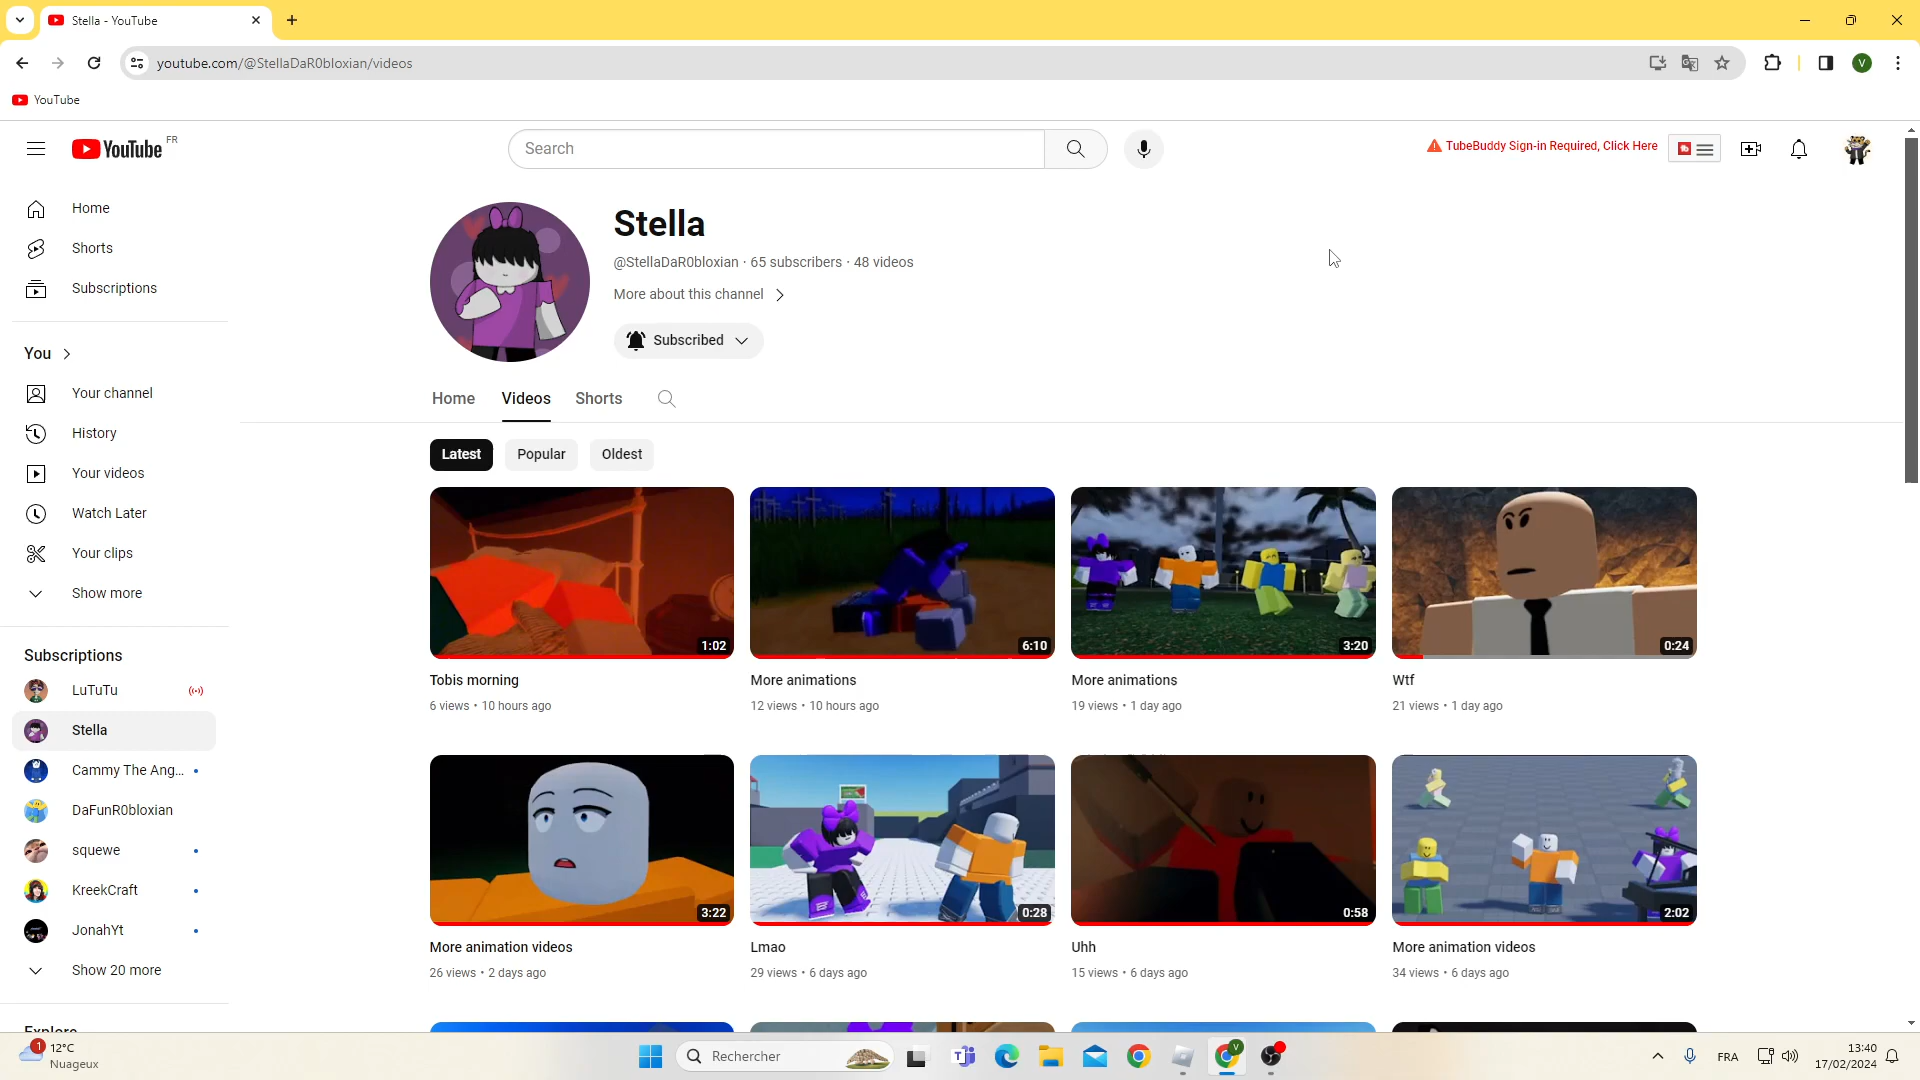 Stella - YouTube
youtube.com/@StellaDaR0bloxian/videos
V
YouTube
YouTube FR
Search
TubeBuddy Sign-in Required, Click Here
Home
Shorts
Subscriptions
You
Your channel
History
Your videos
Watch Later
Your clips
Show more
Subscriptions
LuTuTu
Stella
Cammy The Ang...
DaFunR0bloxian
squewe
KreekCraft
JonahYt
Show 20 more
Explore
Stella
@StellaDaR0bloxian · 65 subscribers · 48 videos
More about this channel
Subscribed
Home Videos Shorts
Latest Popular Oldest
1:02
Tobis morning
6 views • 10 hours ago
6:10
More animations
12 views • 10 hours ago
3:20
More animations
19 views • 1 day ago
0:24
Wtf
21 views • 1 day ago
3:22
More animation videos
26 views • 2 days ago
0:28
Lmao
29 views • 6 days ago
0:58
Uhh
15 views • 6 days ago
2:02
More animation videos
34 views • 6 days ago
1
12°C
Nuageux
Rechercher
V
FRA
13:40
17/02/2024